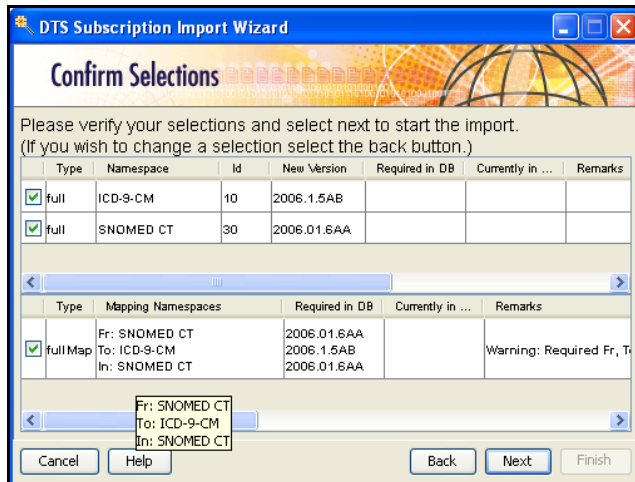 DTS Subscription Import Wizard
Confirm Selections
Please verify your selections and select next to start the import.
(If you wish to change a selection select the back button.)
Type Namespace Id New Version Required in DB Currently in ... Remarks
full ICD-9-CM 10 2006.1.5AB
full SNOMED CT 30 2006.01.6AA
Type Mapping Namespaces Required in DB Currently in ... Remarks
Fr: SNOMED CT 2006.01.6AA
full Map To: ICD-9-CM 2006.1.5AB Warning: Required Fr, T
In: SNOMED CT 2006.01.6AA
Fr: SNOMED CT
To: ICD-9-CM
In: SNOMED CT
Cancel Help Back Next Finish